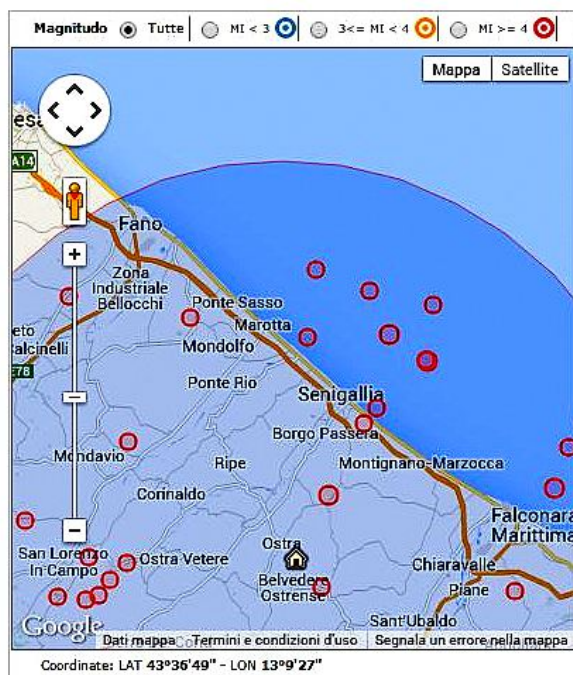 Magnitudo Tutte Ml < 3 3<= Ml < 4 Ml >= 4
Mappa Satellite
esa
A14
Fano
Zona
Industriale
Bellocchi
Ponte Sasso
Marotta
eto
Calcinelli
Mondolfo
E78
Ponte Rio
Senigallia
Borgo Passera
Mondavio
Ripe
Montignano-Marzocca
Corinaldo
Falconara
Marittima
Ostra
San Lorenzo
In Campo
Ostra Vetere
Chiaravalle
Belvedere
Ostrense
Piane
Sant'Ubaldo
Google
Dati mappa Termini e condizioni d'uso Segnala un errore nella mappa
Coordinate: LAT 43°36'49" - LON 13°9'27"